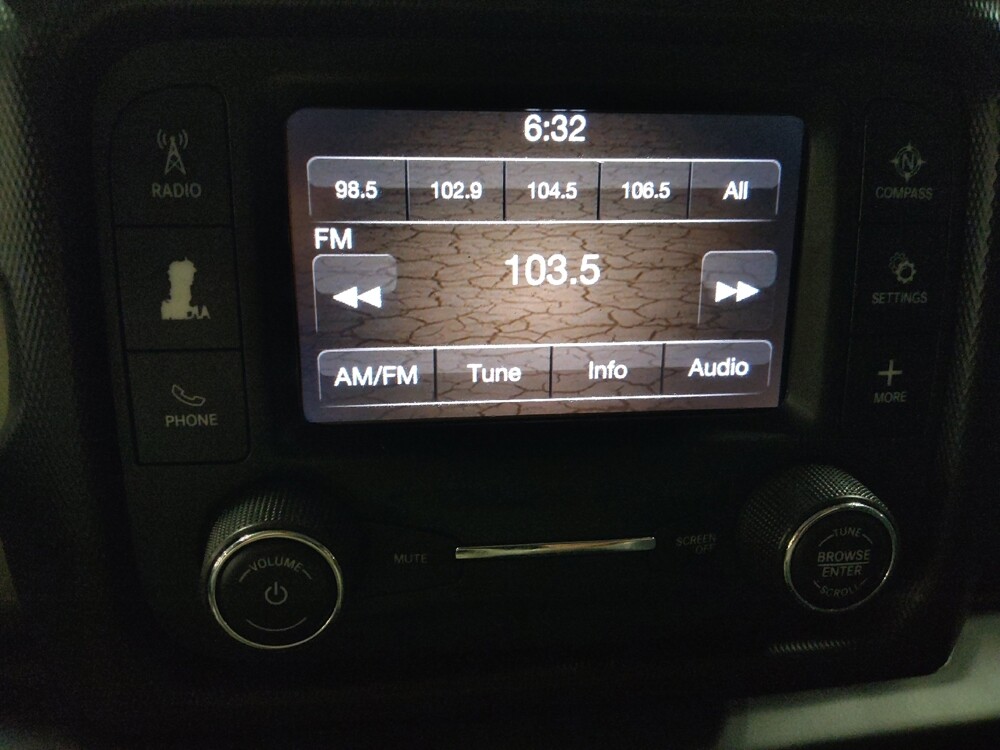 6:32
98.5 102.9 104.5 106.5 All
FM
103.5
AM/FM Tune Info Audio
RADIO
PHONE
COMPASS
SETTINGS
MORE
VOLUME
MUTE
SCREEN
OFF
TUNE
BROWSE
ENTER
SCROLL